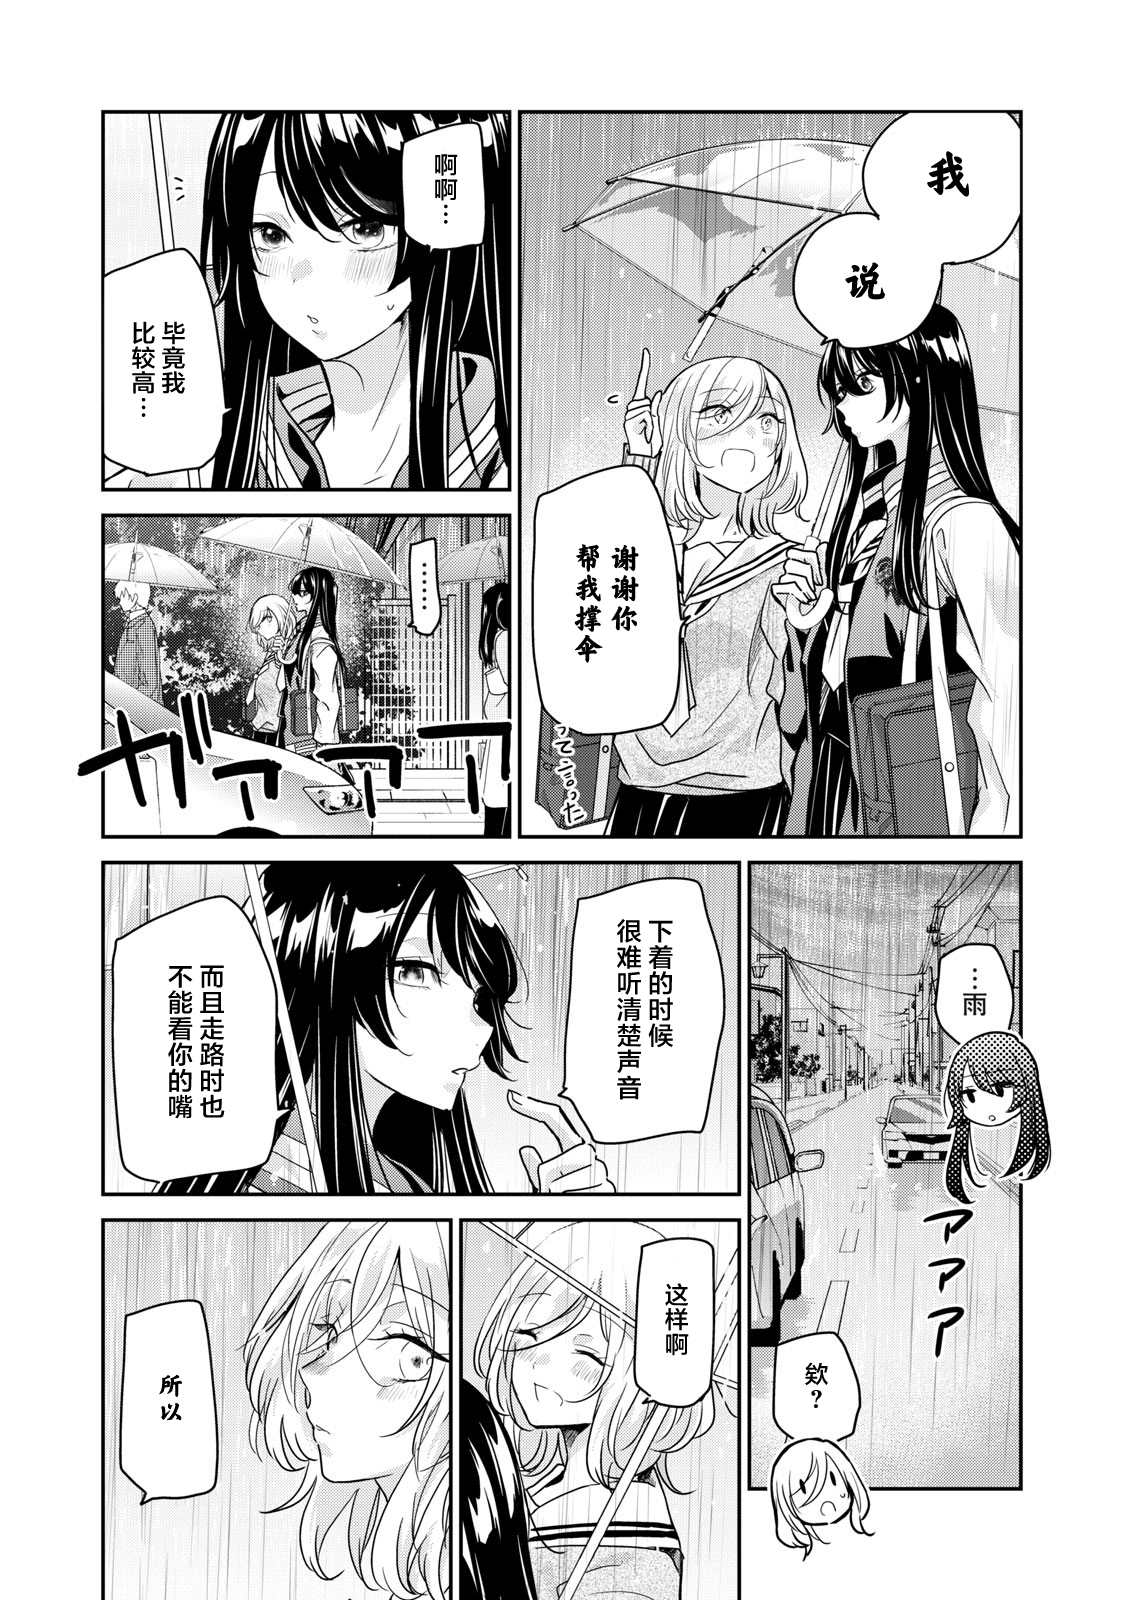 我
说
谢谢你
帮我撑伞
って言った
啊啊…
毕竟我
比较高…
……
ガァァァ
…雨
アアア
欸?
下着的时候
很难听清楚声音
而且走路时也
不能看你的嘴
这样啊
所以